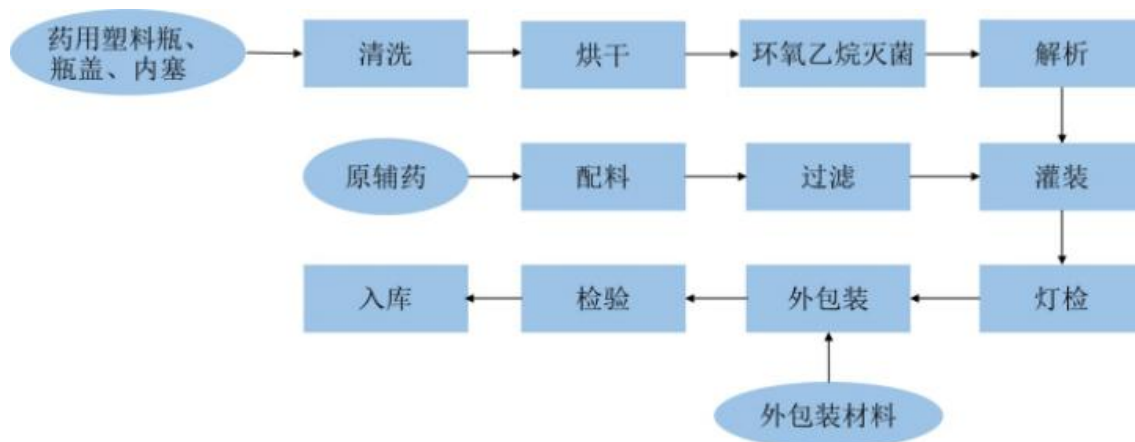 药用塑料瓶、
瓶盖、内塞
清洗
烘干
环氧乙烷灭菌
解析
原辅药
配料
过滤
灌装
入库
检验
外包装
灯检
外包装材料